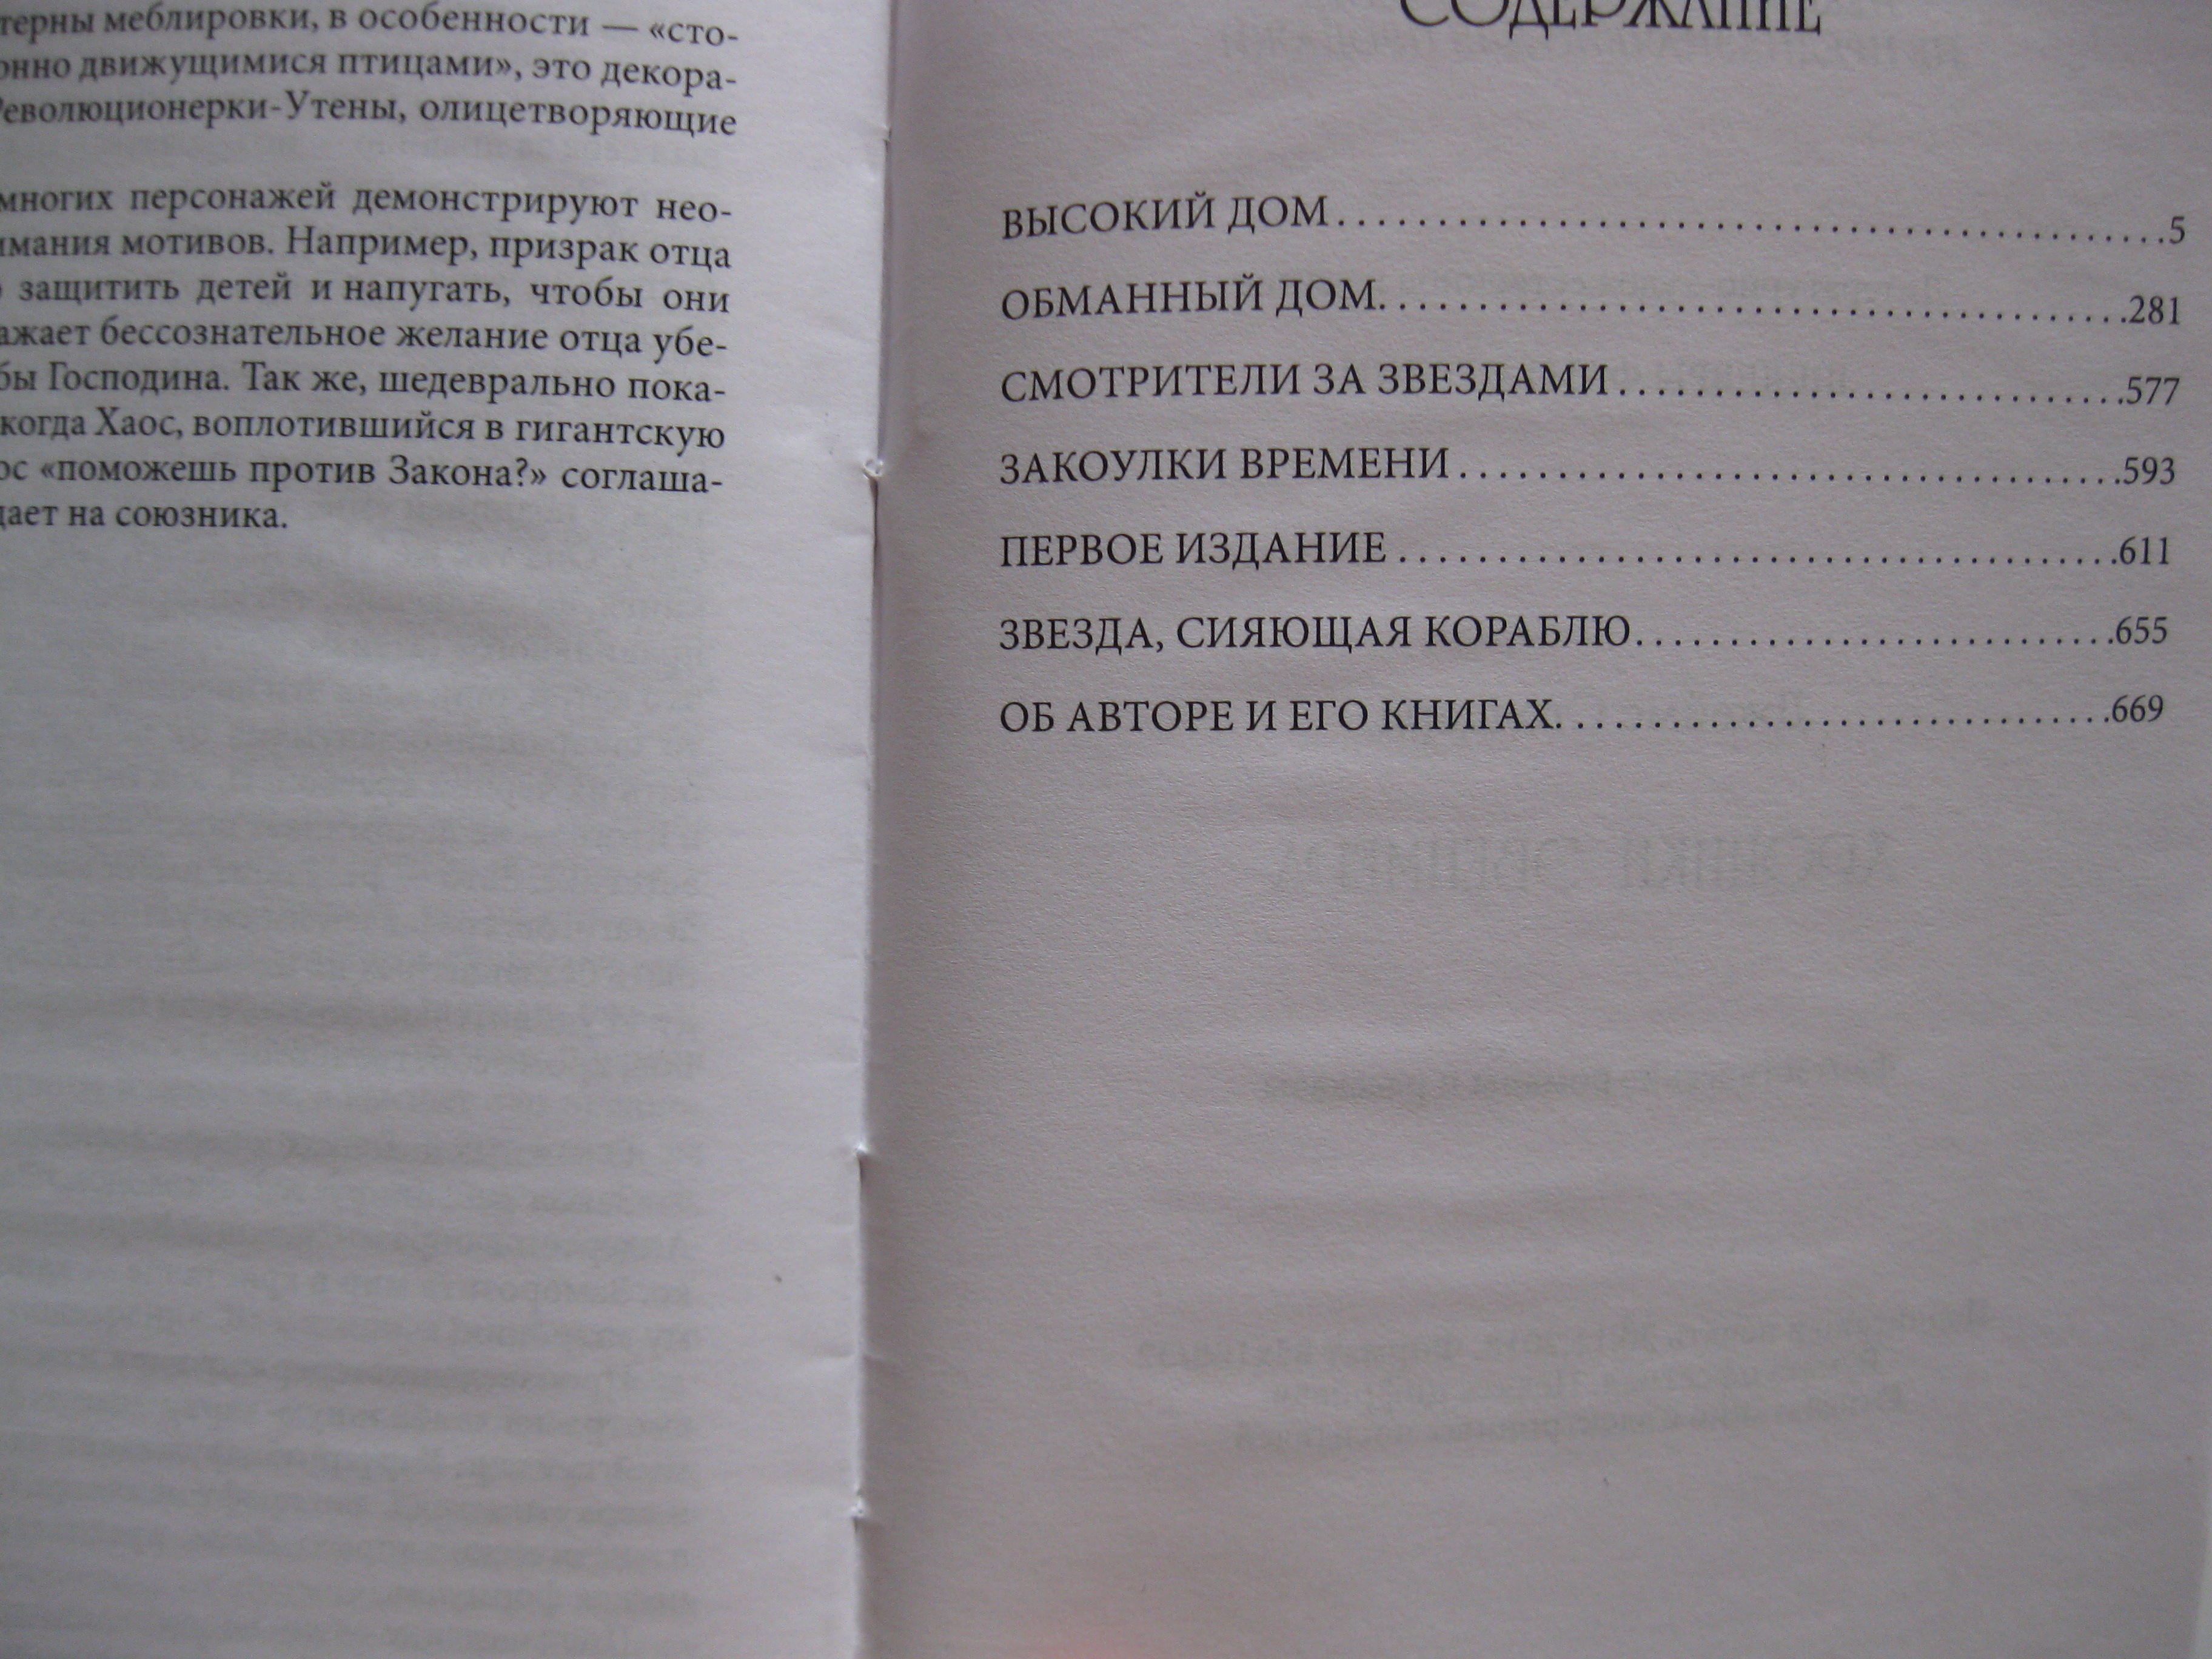 терны меблировки, в особенности — «сто-
онно движущимися птицами», это декора-
Революционерки-Утены, олицетворяющие
многих персонажей демонстрируют нео-
имания мотивов. Например, призрак отца
защитить детей и напугать, чтобы они
ажает бессознательное желание отца убе-
бы Господина. Так же, шедеврально пока-
когда Хаос, воплотившийся в гигантскую
ос «поможешь против Закона?» соглаша-
дает на союзника.
СОДЕРЖАНИЕ
ВЫСОКИЙ ДОМ . . . . . . . . . . . . . . . . . . . . . . . . . . . . . . . . . . . . . . . . . . . . . . . . .5
ОБМАННЫЙ ДОМ. . . . . . . . . . . . . . . . . . . . . . . . . . . . . . . . . . . . . . . . . . . .281
СМОТРИТЕЛИ ЗА ЗВЕЗДАМИ . . . . . . . . . . . . . . . . . . . . . . . . . . . . . .577
ЗАКОУЛКИ ВРЕМЕНИ . . . . . . . . . . . . . . . . . . . . . . . . . . . . . . . . . . . . . . .593
ПЕРВОЕ ИЗДАНИЕ . . . . . . . . . . . . . . . . . . . . . . . . . . . . . . . . . . . . . . . . . . .611
ЗВЕЗДА, СИЯЮЩАЯ КОРАБЛЮ. . . . . . . . . . . . . . . . . . . . . . . . . . . . .655
ОБ АВТОРЕ И ЕГО КНИГАХ. . . . . . . . . . . . . . . . . . . . . . . . . . . . . . . . .669